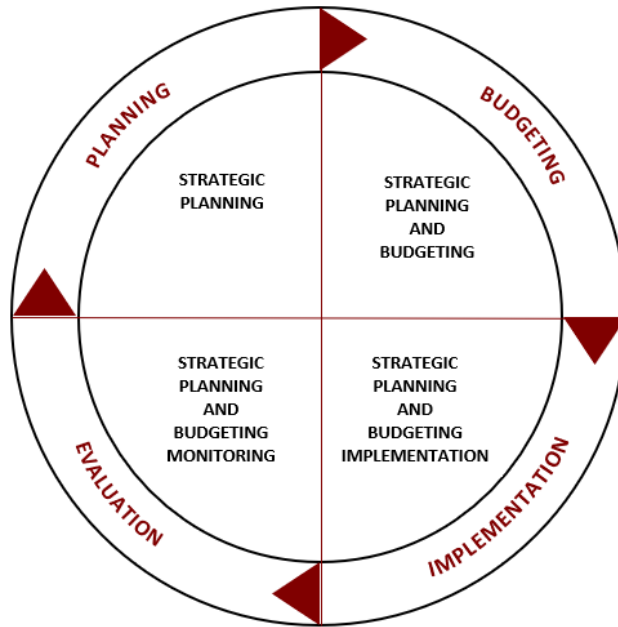 PLANNING
BUDGETING
STRATEGIC
PLANNING
STRATEGIC
PLANNING
AND
BUDGETING
STRATEGIC
PLANNING
AND
BUDGETING
MONITORING
STRATEGIC
PLANNING
AND
BUDGETING
IMPLEMENTATION
EVALUATION
IMPLEMENTATION